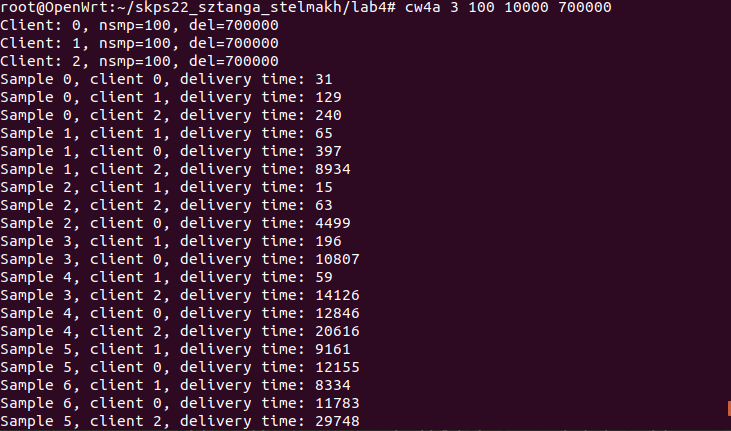 root@OpenWrt:~/skps22_sztanga_stelmakh/lab4# cw4a 3 100 10000 700000
Client: 0, nsmp=100, del=700000
Client: 1, nsmp=100, del=700000
Client: 2, nsmp=100, del=700000
Sample 0, client 0, delivery time: 31
Sample 0, client 1, delivery time: 129
Sample 0, client 2, delivery time: 240
Sample 1, client 1, delivery time: 65
Sample 1, client 0, delivery time: 397
Sample 1, client 2, delivery time: 8934
Sample 2, client 1, delivery time: 15
Sample 2, client 2, delivery time: 63
Sample 2, client 0, delivery time: 4499
Sample 3, client 1, delivery time: 196
Sample 3, client 0, delivery time: 10807
Sample 4, client 1, delivery time: 59
Sample 3, client 2, delivery time: 14126
Sample 4, client 0, delivery time: 12846
Sample 4, client 2, delivery time: 20616
Sample 5, client 1, delivery time: 9161
Sample 5, client 0, delivery time: 12155
Sample 6, client 1, delivery time: 8334
Sample 6, client 0, delivery time: 11783
Sample 5, client 2, delivery time: 29748